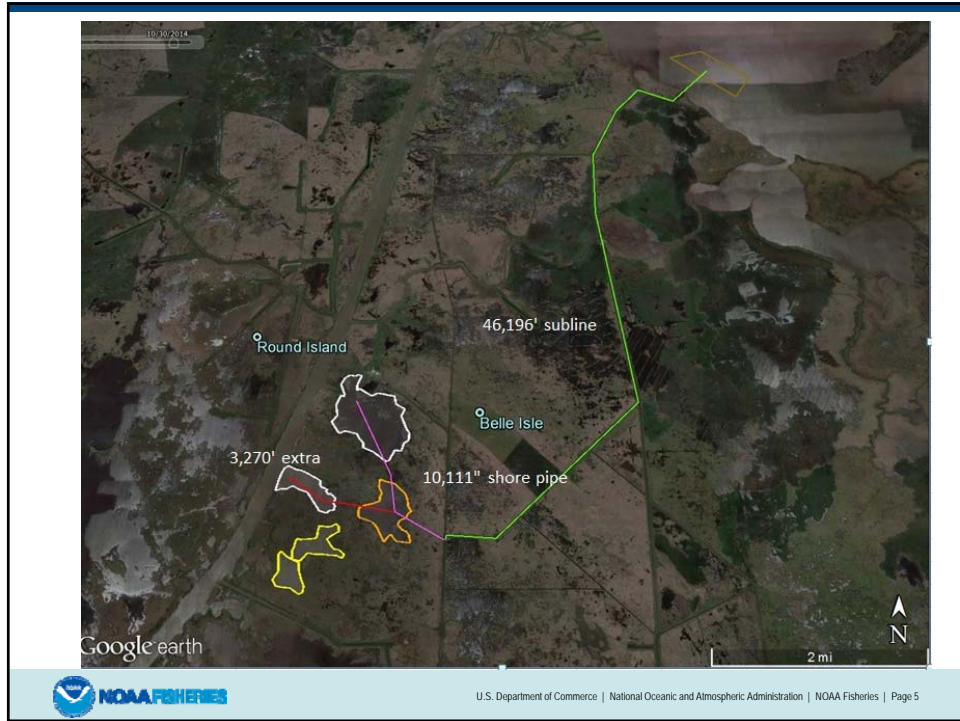 10/30/2014
46,196' subline
Round Island
Belle Isle
3,270' extra
10,111" shore pipe
N
Google earth
2 mi
NOAA FISHERIES
U.S. Department of Commerce | National Oceanic and Atmospheric Administration | NOAA Fisheries | Page 5